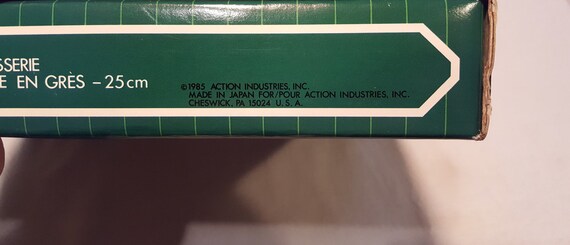 SSERIE
E EN GRÈS – 25cm
©1985 ACTION INDUSTRIES, INC.
MADE IN JAPAN FOR/POUR ACTION INDUSTRIES, INC.
CHESWICK, PA 15024 U.S.A.